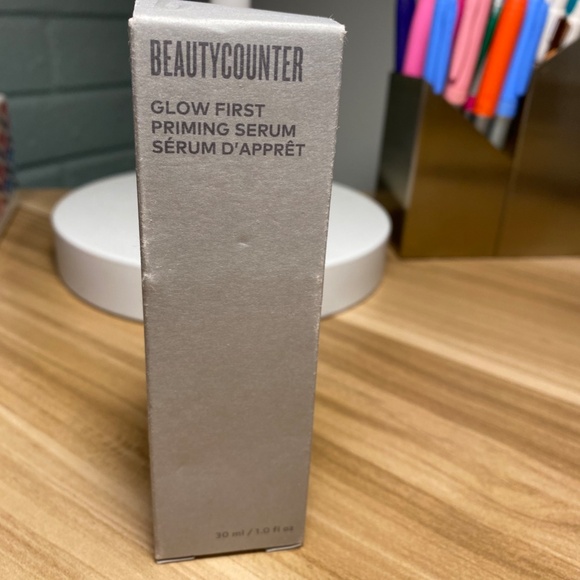 BEAUTYCOUNTER
GLOW FIRST
PRIMING SERUM
SÉRUM D'APPRÊT
30 ml / 1.0 fl oz